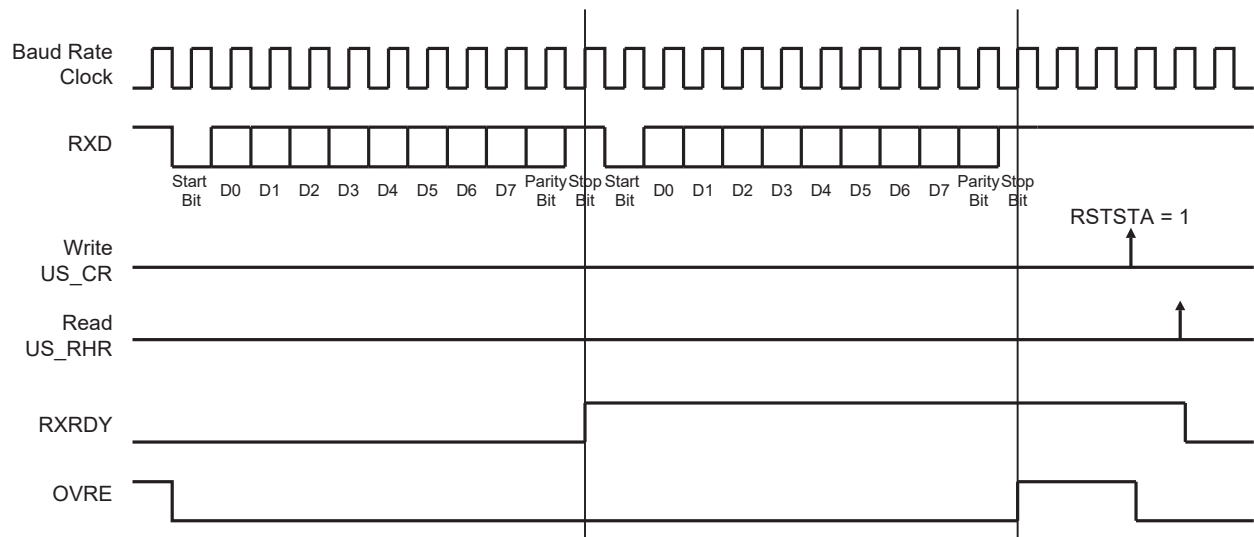 Baud Rate
Clock
RXD
Start
Bit
D0
D1
D2
D3
D4
D5
D6
D7
Parity
Bit
Stop
Bit
Start
Bit
D0
D1
D2
D3
D4
D5
D6
D7
Parity
Bit
Stop
Bit
RSTSTA = 1
Write
US_CR
Read
US_RHR
RXRDY
OVRE